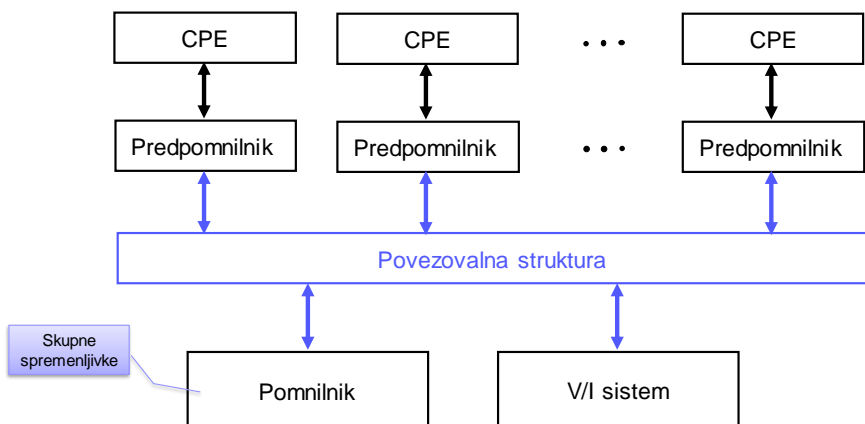 CPE CPE ... CPE
Predpomnilnik Predpomnilnik ... Predpomnilnik
Povezovalna struktura
Skupne
spremenljivke
Pomnilnik V/I sistem